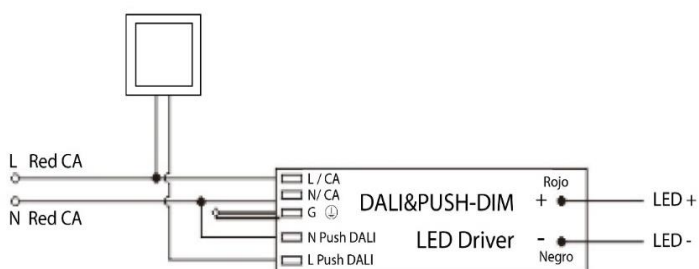 L Red CA
N Red CA
L / CA
N/ CA
G ⏚
N Push DALI
L Push DALI
DALI&PUSH-DIM
LED Driver
Rojo
+
-
Negro
LED +
LED -